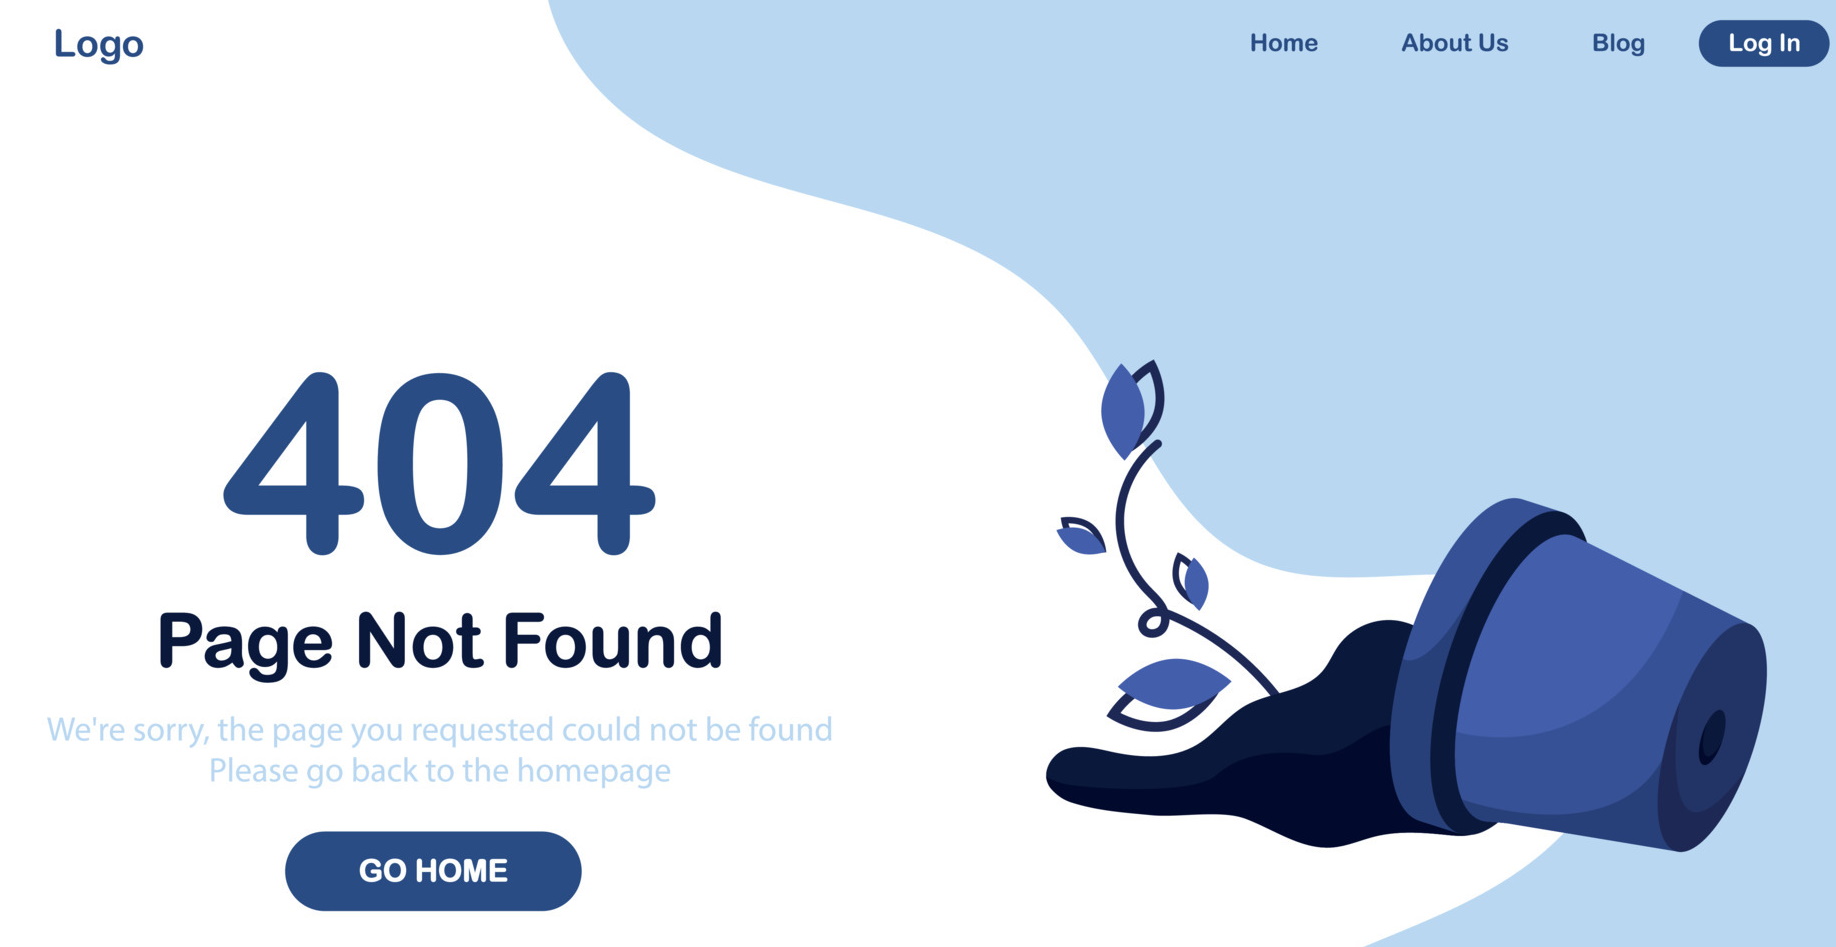 Logo
Home
About Us
Blog
Log In
404
Page Not Found
We're sorry, the page you requested could not be found
Please go back to the homepage
GO HOME